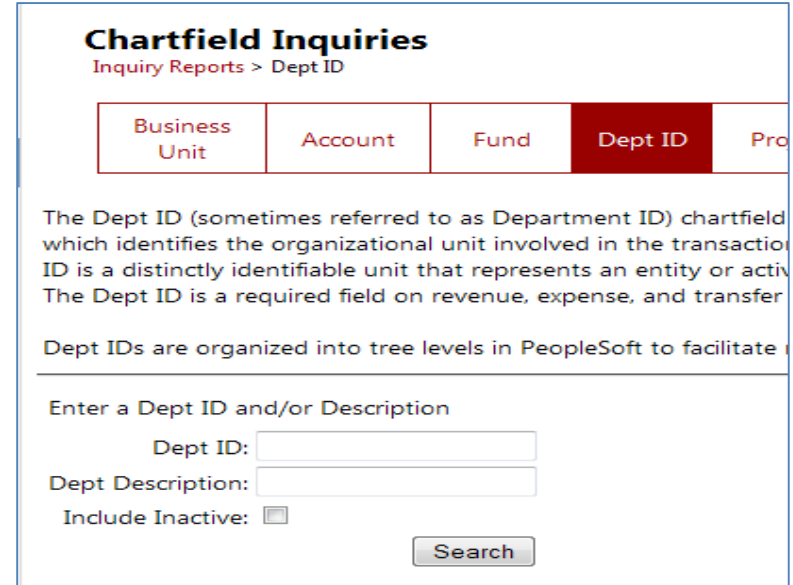 Chartfield Inquiries
Inquiry Reports > Dept ID
Business Unit
Account
Fund
Dept ID
Pro
The Dept ID (sometimes referred to as Department ID) chartfield
which identifies the organizational unit involved in the
ID is a distinctly identifiable unit that represents an entity or
The Dept ID is a required field on revenue, expense, and transfer
Dept IDs are organized into tree levels in PeopleSoft to facilitate
Enter a Dept ID and/or Description
Dept ID:
Dept Description:
Include Inactive:
Search